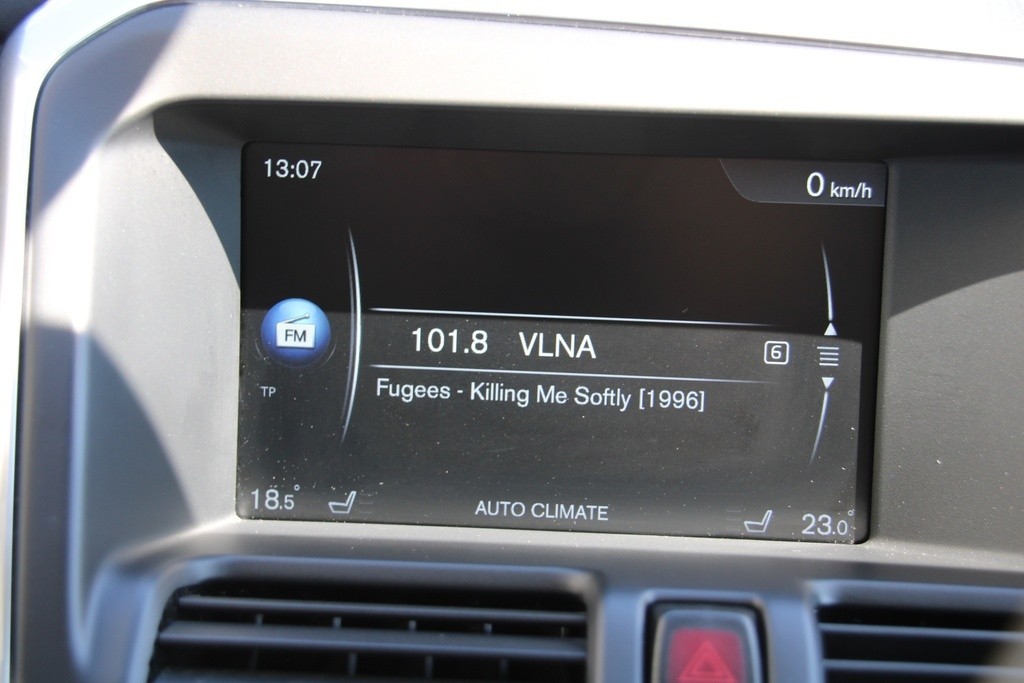 13:07
0 km/h
FM
101.8 VLNA 6
TP
Fugees - Killing Me Softly [1996]
18.5° AUTO CLIMATE 23.0°